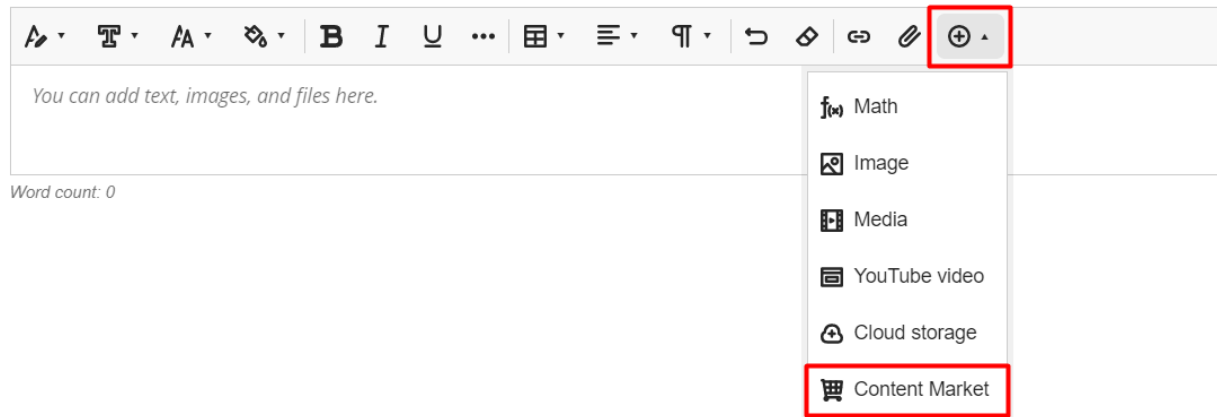 B I U
You can add text, images, and files here.
Word count: 0
f(x) Math
Image
Media
YouTube video
Cloud storage
Content Market